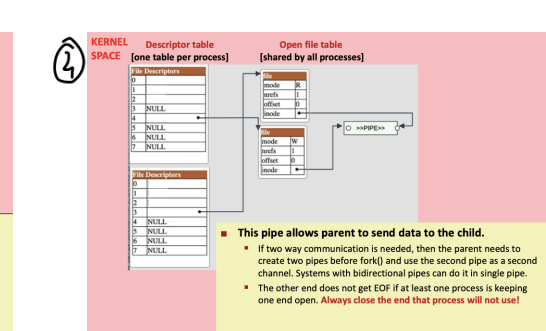 2
KERNEL
SPACE
Descriptor table
[one table per process]
Open file table
[shared by all processes]
File Descriptors
0
1
2
3 NULL
4
5 NULL
6 NULL
7 NULL
file
mode R
nrefs 1
offset 0
inode
file
mode W
nrefs 1
offset 0
inode
>>PIPE>>
File Descriptors
0
1
2
3
4 NULL
5 NULL
6 NULL
7 NULL
This pipe allows parent to send data to the child.
If two way communication is needed, then the parent needs to
create two pipes before fork() and use the second pipe as a second
channel. Systems with bidirectional pipes can do it in single pipe.
The other end does not get EOF if at least one process is keeping
one end open. Always close the end that process will not use!